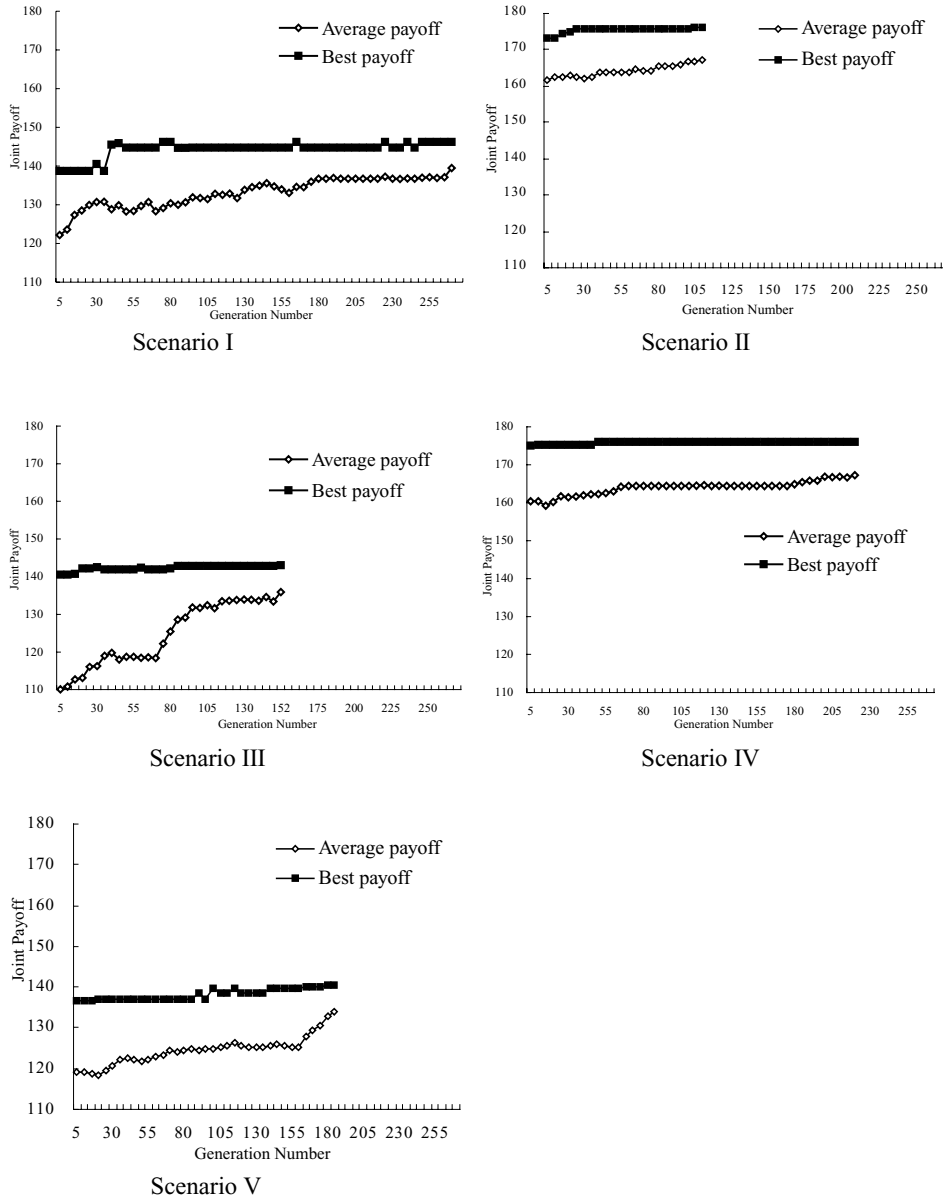 180
170
160
150
140
130
120
110
Joint Payoff
Average payoff
Best payoff
5 30 55 80 105 130 155 180 205 230 255
Generation Number
Scenario I
180
170
160
150
140
130
120
110
Joint Payoff
Average payoff
Best payoff
5 30 55 80 105 125 150 175 200 225 250
Generation Number
Scenario II
180
170
160
150
140
130
120
110
Joint Payoff
Average payoff
Best payoff
5 30 55 80 105 130 152 175 200 225 250
Generation Number
Scenario III
180
170
160
150
140
130
120
110
Joint Payoff
Average payoff
Best payoff
5 30 55 80 105 130 155 180 205 230 255
Generation Number
Scenario IV
180
170
160
150
140
130
120
110
Joint Payoff
Average payoff
Best payoff
5 30 55 80 105 130 155 180 205 230 255
Generation Number
Scenario V